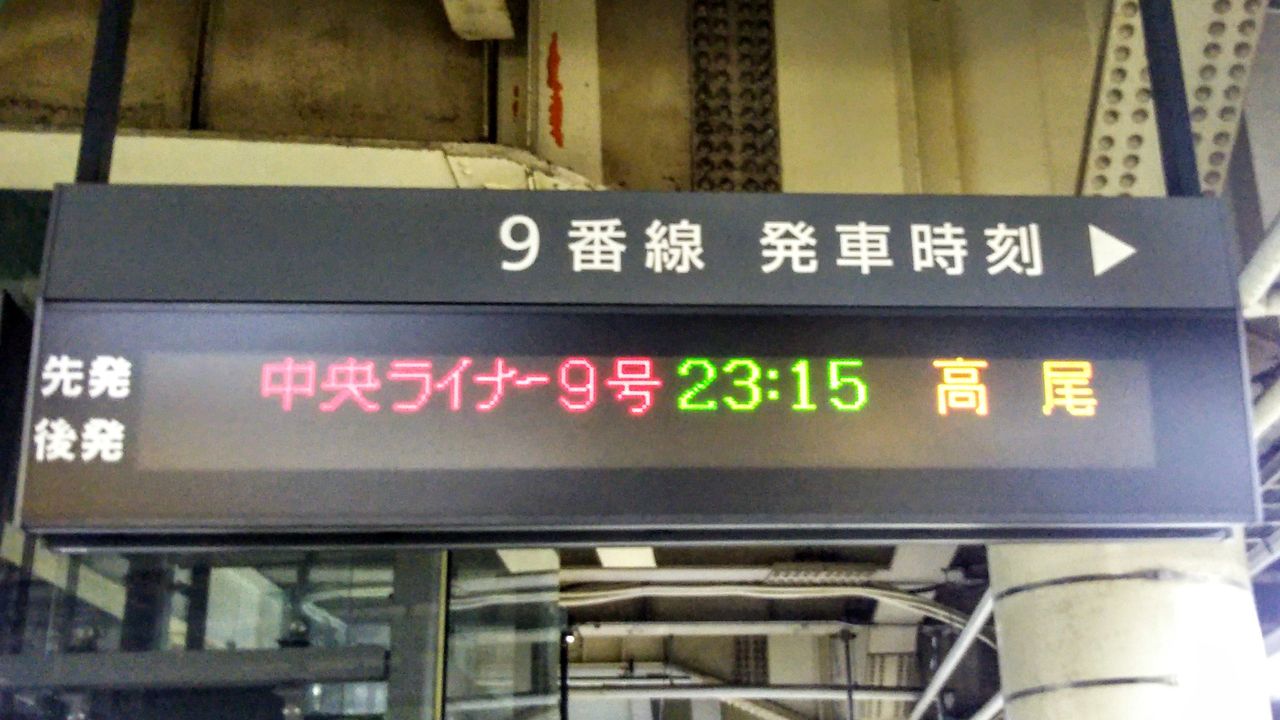 9番線 発車時刻 ▶
先発 中央ライナー9号 23:15 高尾
後発